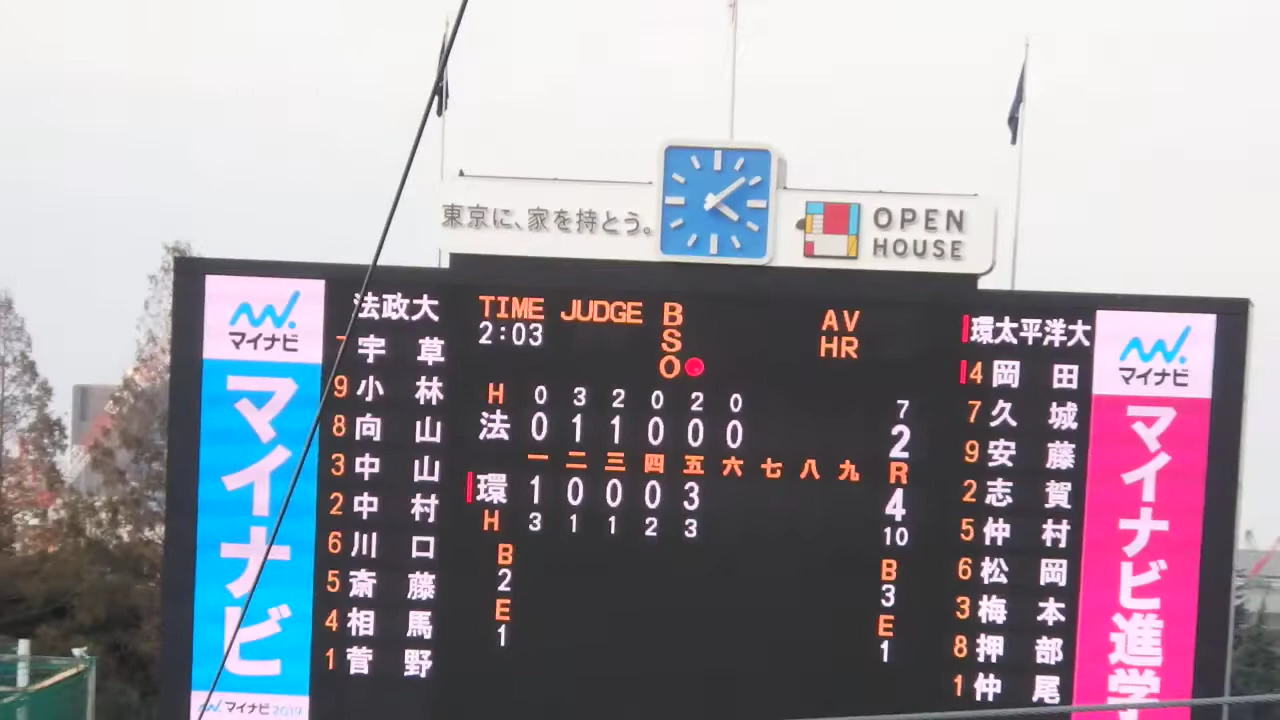 東京に、家を持とう。
OPEN
HOUSE
マイナビ
マイナビ
マイナビ2019
法政大
7 宇草
9 小林
8 向山
3 中山
2 中村
6 川口
5 斎藤
4 相馬
1 菅野
TIME JUDGE B
2:03
S
O
AV
HR
H 0 3 2 0 2 0 7
法 0 1 1 0 0 0 2
一 二 三 四 五 六 七 八 九 R
環 1 0 0 0 3 4
H 3 1 1 2 3 10
B
2
E
1
B
3
E
1
環太平洋大
4 岡田
7 久城
9 安藤
2 志賀
5 仲村
6 松岡
3 梅本
8 押部
1 仲尾
マイナビ
マイナビ進学